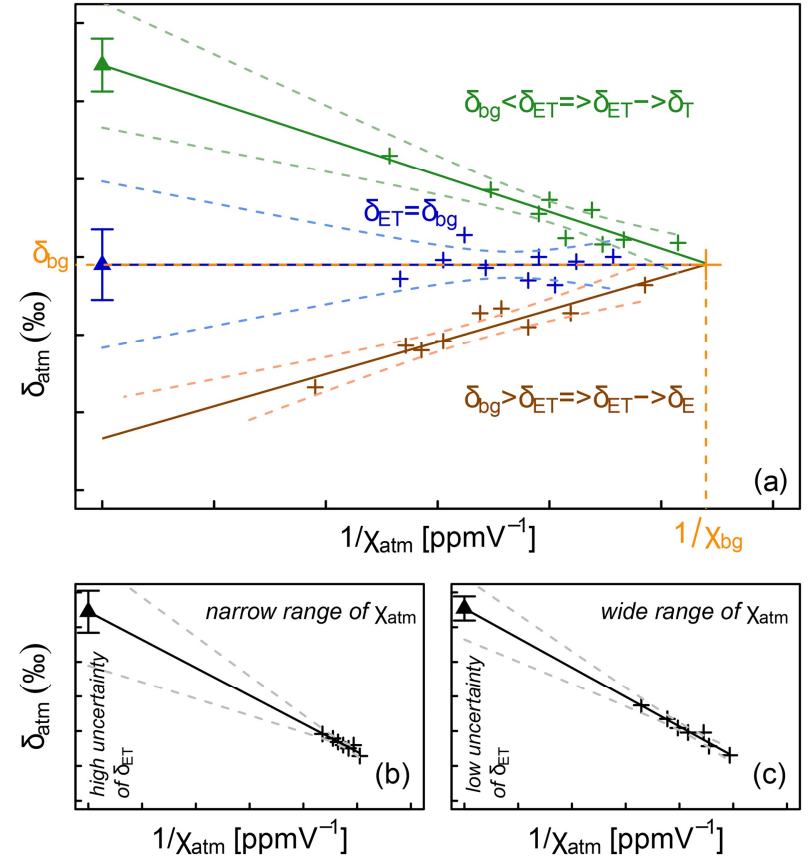 δbg<δET=>δET−>δT
δET=δbg
δbg
δatm (‰)
δbg>δET=>δET−>δE
(a)
1/χatm [ppmV⁻¹]
1/χbg
narrow range of χatm
wide range of χatm
δatm (‰)
high uncertainty
of δET
(b)
low uncertainty
of δET
(c)
1/χatm [ppmV⁻¹]
1/χatm [ppmV⁻¹]